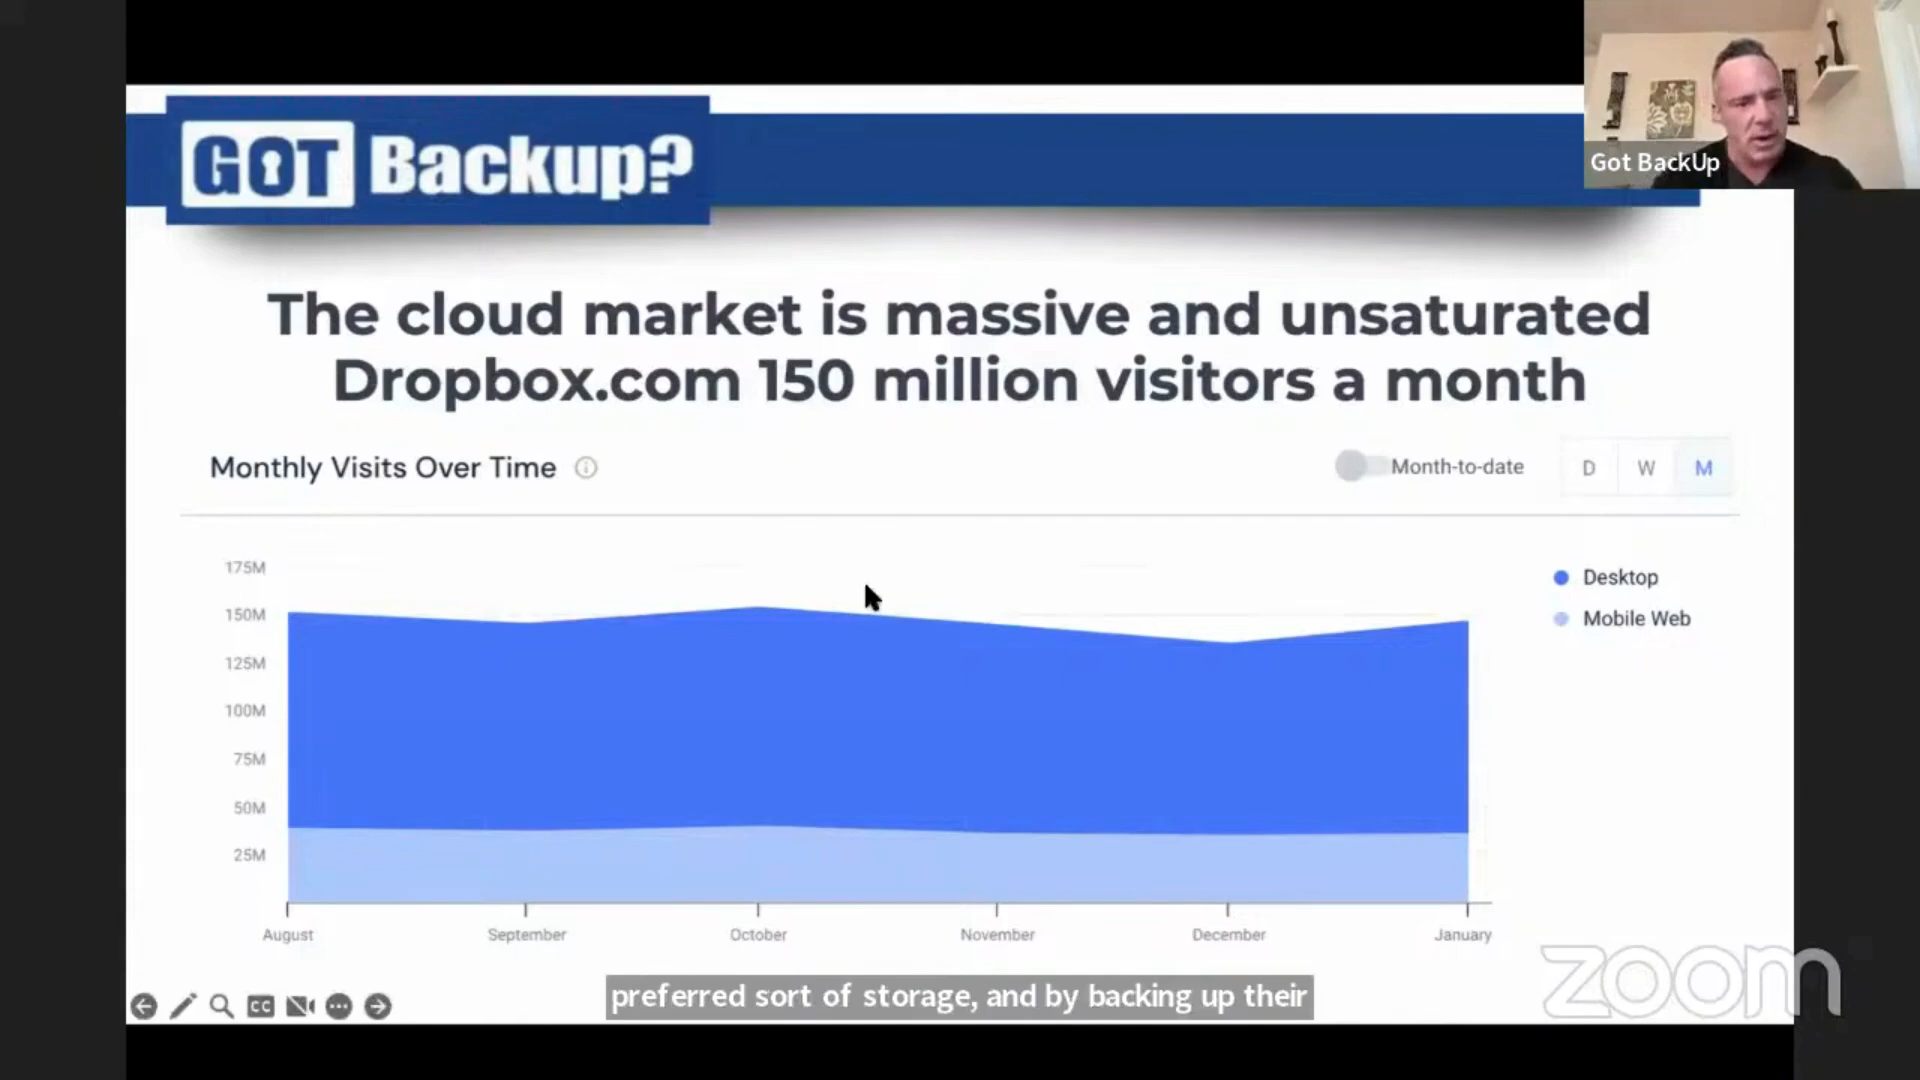 GOT Backup?
Got BackUp
The cloud market is massive and unsaturated
Dropbox.com 150 million visitors a month
Monthly Visits Over Time
Month-to-date
D W M
175M
150M
125M
100M
75M
50M
25M
Desktop
Mobile Web
August September October November December January
preferred sort of storage, and by backing up their
CC
zoom